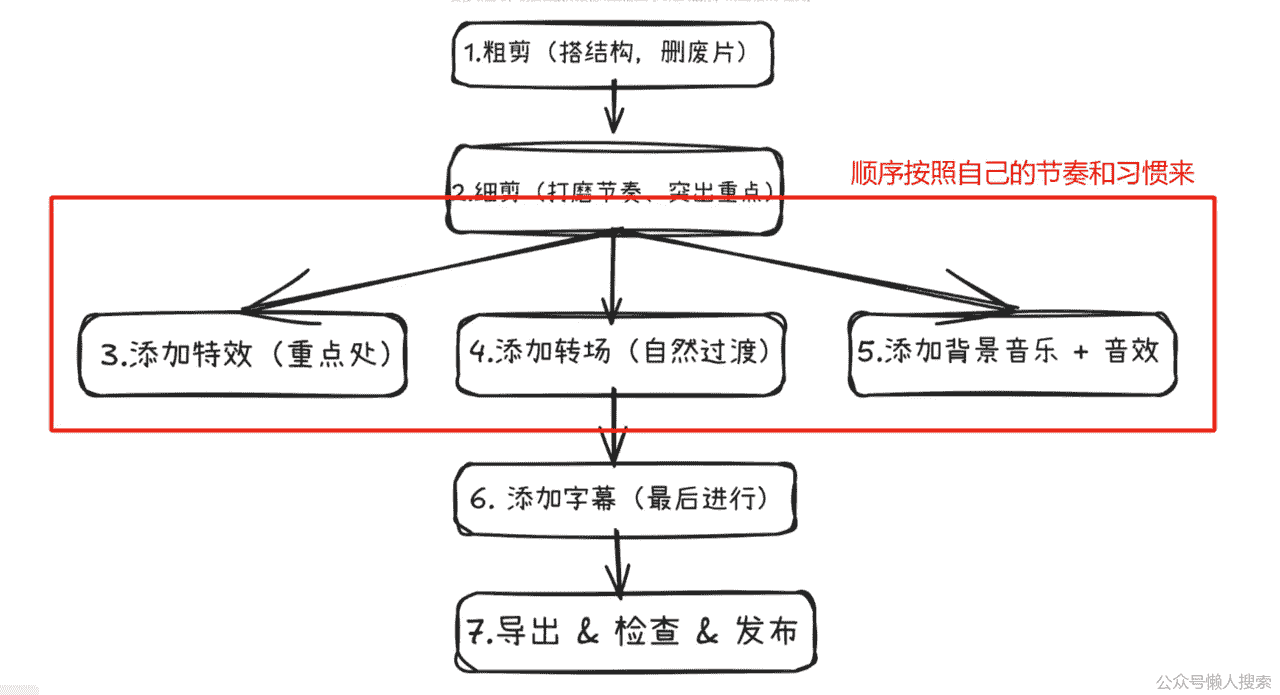 1.粗剪（搭结构，删废片）
2.细剪（打磨节奏、突出重点）
顺序按照自己的节奏和习惯来
3.添加特效（重点处）
4.添加转场（自然过渡）
5.添加背景音乐 + 音效
6. 添加字幕（最后进行）
7.导出 & 检查 & 发布
公众号懒人搜索